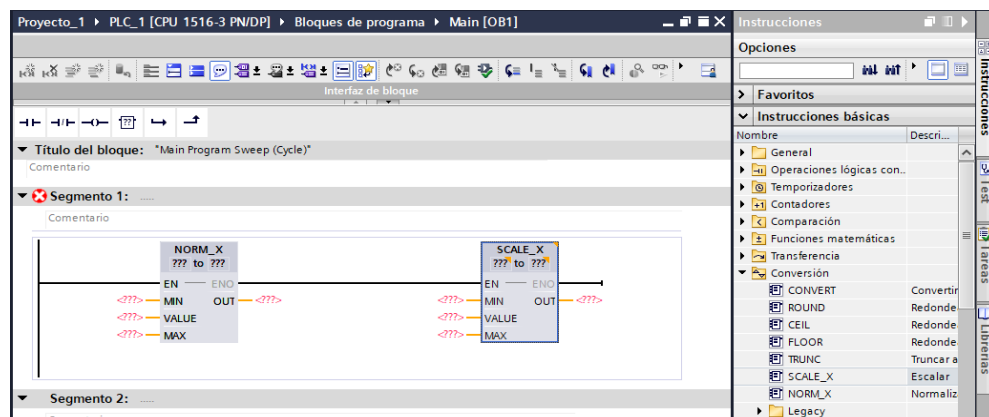 Proyecto_1 ▸ PLC_1 [CPU 1516-3 PN/DP] ▸ Bloques de programa ▸ Main [OB1]
Interfaz de bloque
Título del bloque: "Main Program Sweep (Cycle)"
Comentario
Segmento 1: .....
Comentario
NORM_X
??? to ???
EN ENO
<???> MIN OUT <???>
<???> VALUE
<???> MAX
SCALE_X
??? to ???
EN ENO
<???> MIN OUT <???>
<???> VALUE
<???> MAX
Segmento 2: .....
Instrucciones
Opciones
Favoritos
Instrucciones básicas
Nombre Descri...
General
Operaciones lógicas con..
Temporizadores
Contadores
Comparación
Funciones matemáticas
Transferencia
Conversión
CONVERT Convertir
ROUND Redonde
CEIL Redonde
FLOOR Redonde
TRUNC Truncar a
SCALE_X Escalar
NORM_X Normaliz
Legacy
Instrucciones
Test
Tareas
Librerías